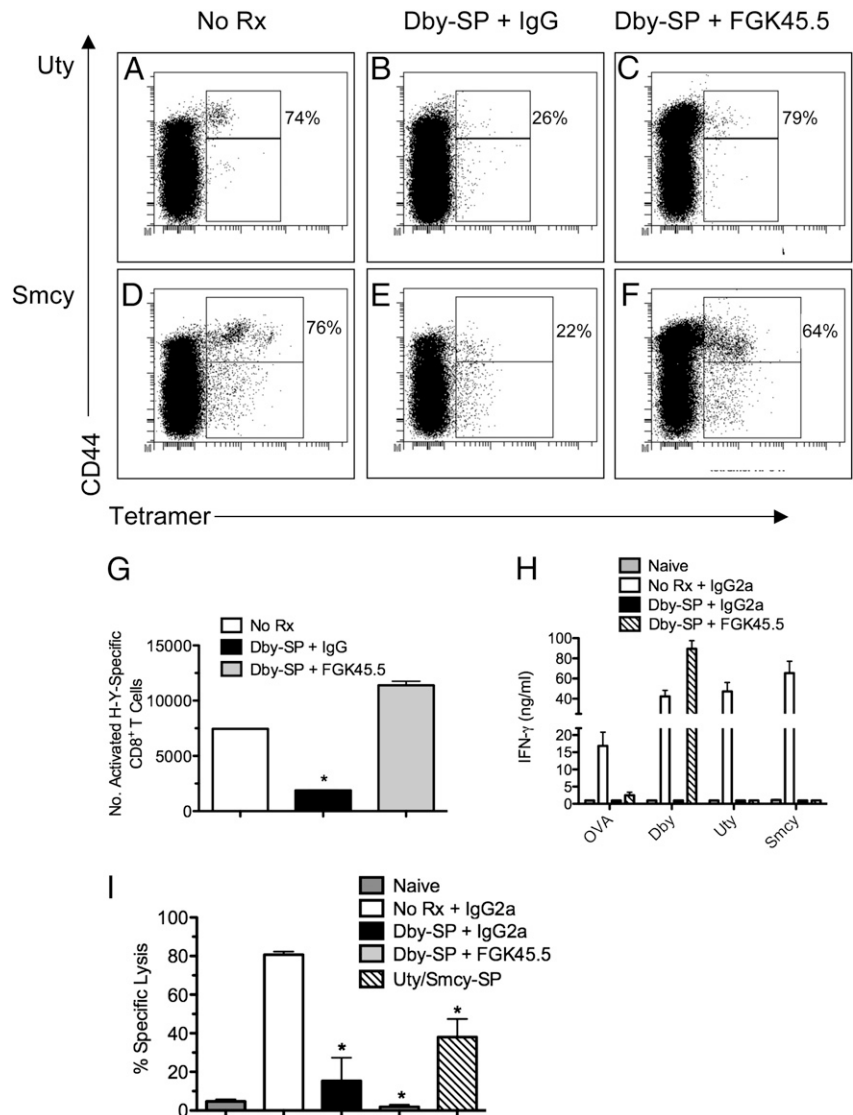 No Rx
Dby-SP + IgG
Dby-SP + FGK45.5
Uty
A
74%
B
26%
C
79%
Smcy
D
76%
E
22%
F
64%
CD44
Tetramer
G
No Rx
Dby-SP + IgG
Dby-SP + FGK45.5
No. Activated H-Y-Specific
CD8⁺ T Cells
15000
10000
5000
0
*
H
Naive
No Rx + IgG2a
Dby-SP + IgG2a
Dby-SP + FGK45.5
IFN-γ (ng/ml)
100
80
60
40
20
15
10
5
0
OVA
Dby
Uty
Smcy
I
Naive
No Rx + IgG2a
Dby-SP + IgG2a
Dby-SP + FGK45.5
Uty/Smcy-SP
% Specific Lysis
100
80
60
40
20
0
*
*
*